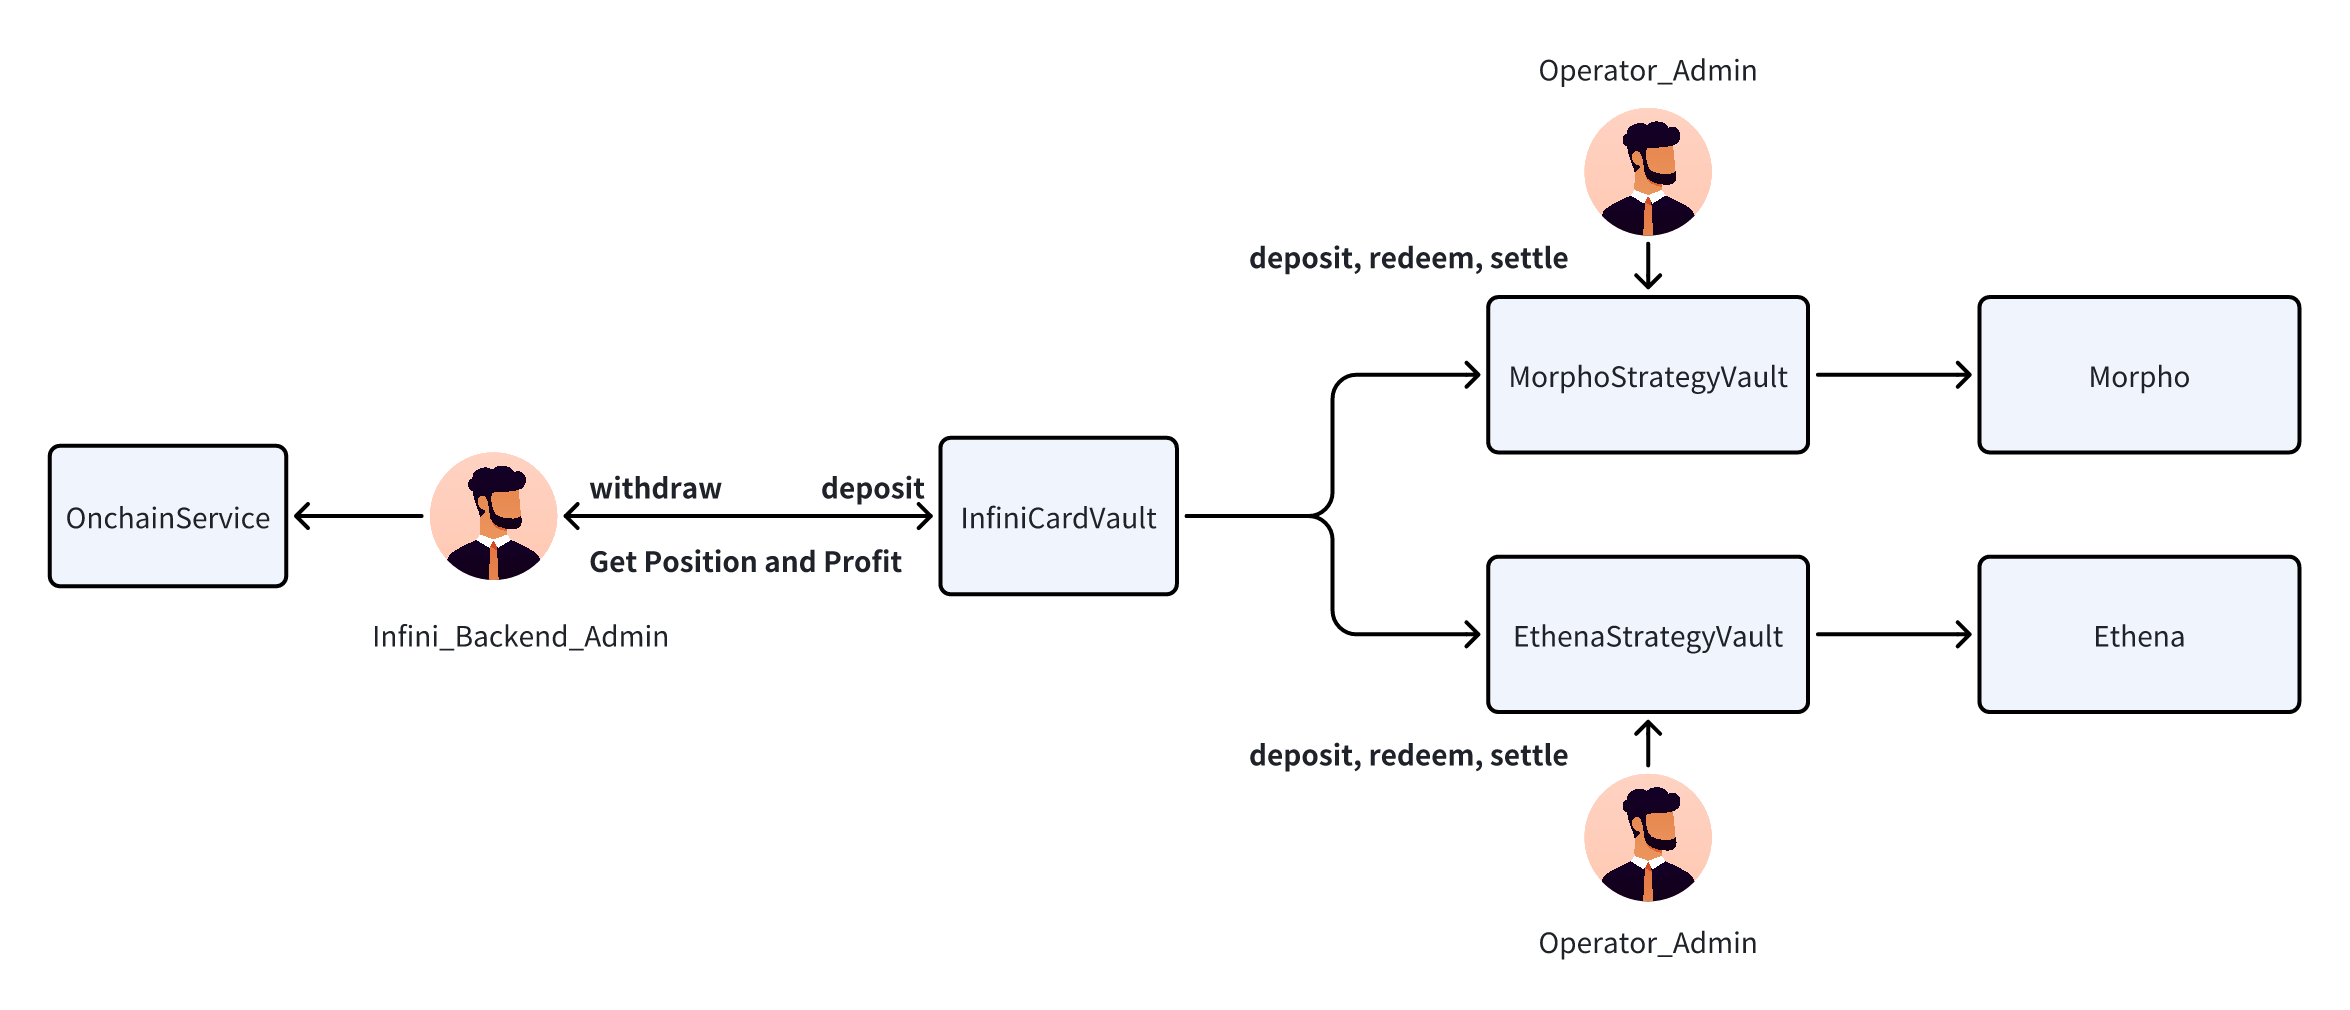 Operator_Admin
deposit, redeem, settle
MorphoStrategyVault
Morpho
OnchainService
withdraw
deposit
Get Position and Profit
Infini_Backend_Admin
InfiniCardVault
EthenaStrategyVault
Ethena
deposit, redeem, settle
Operator_Admin